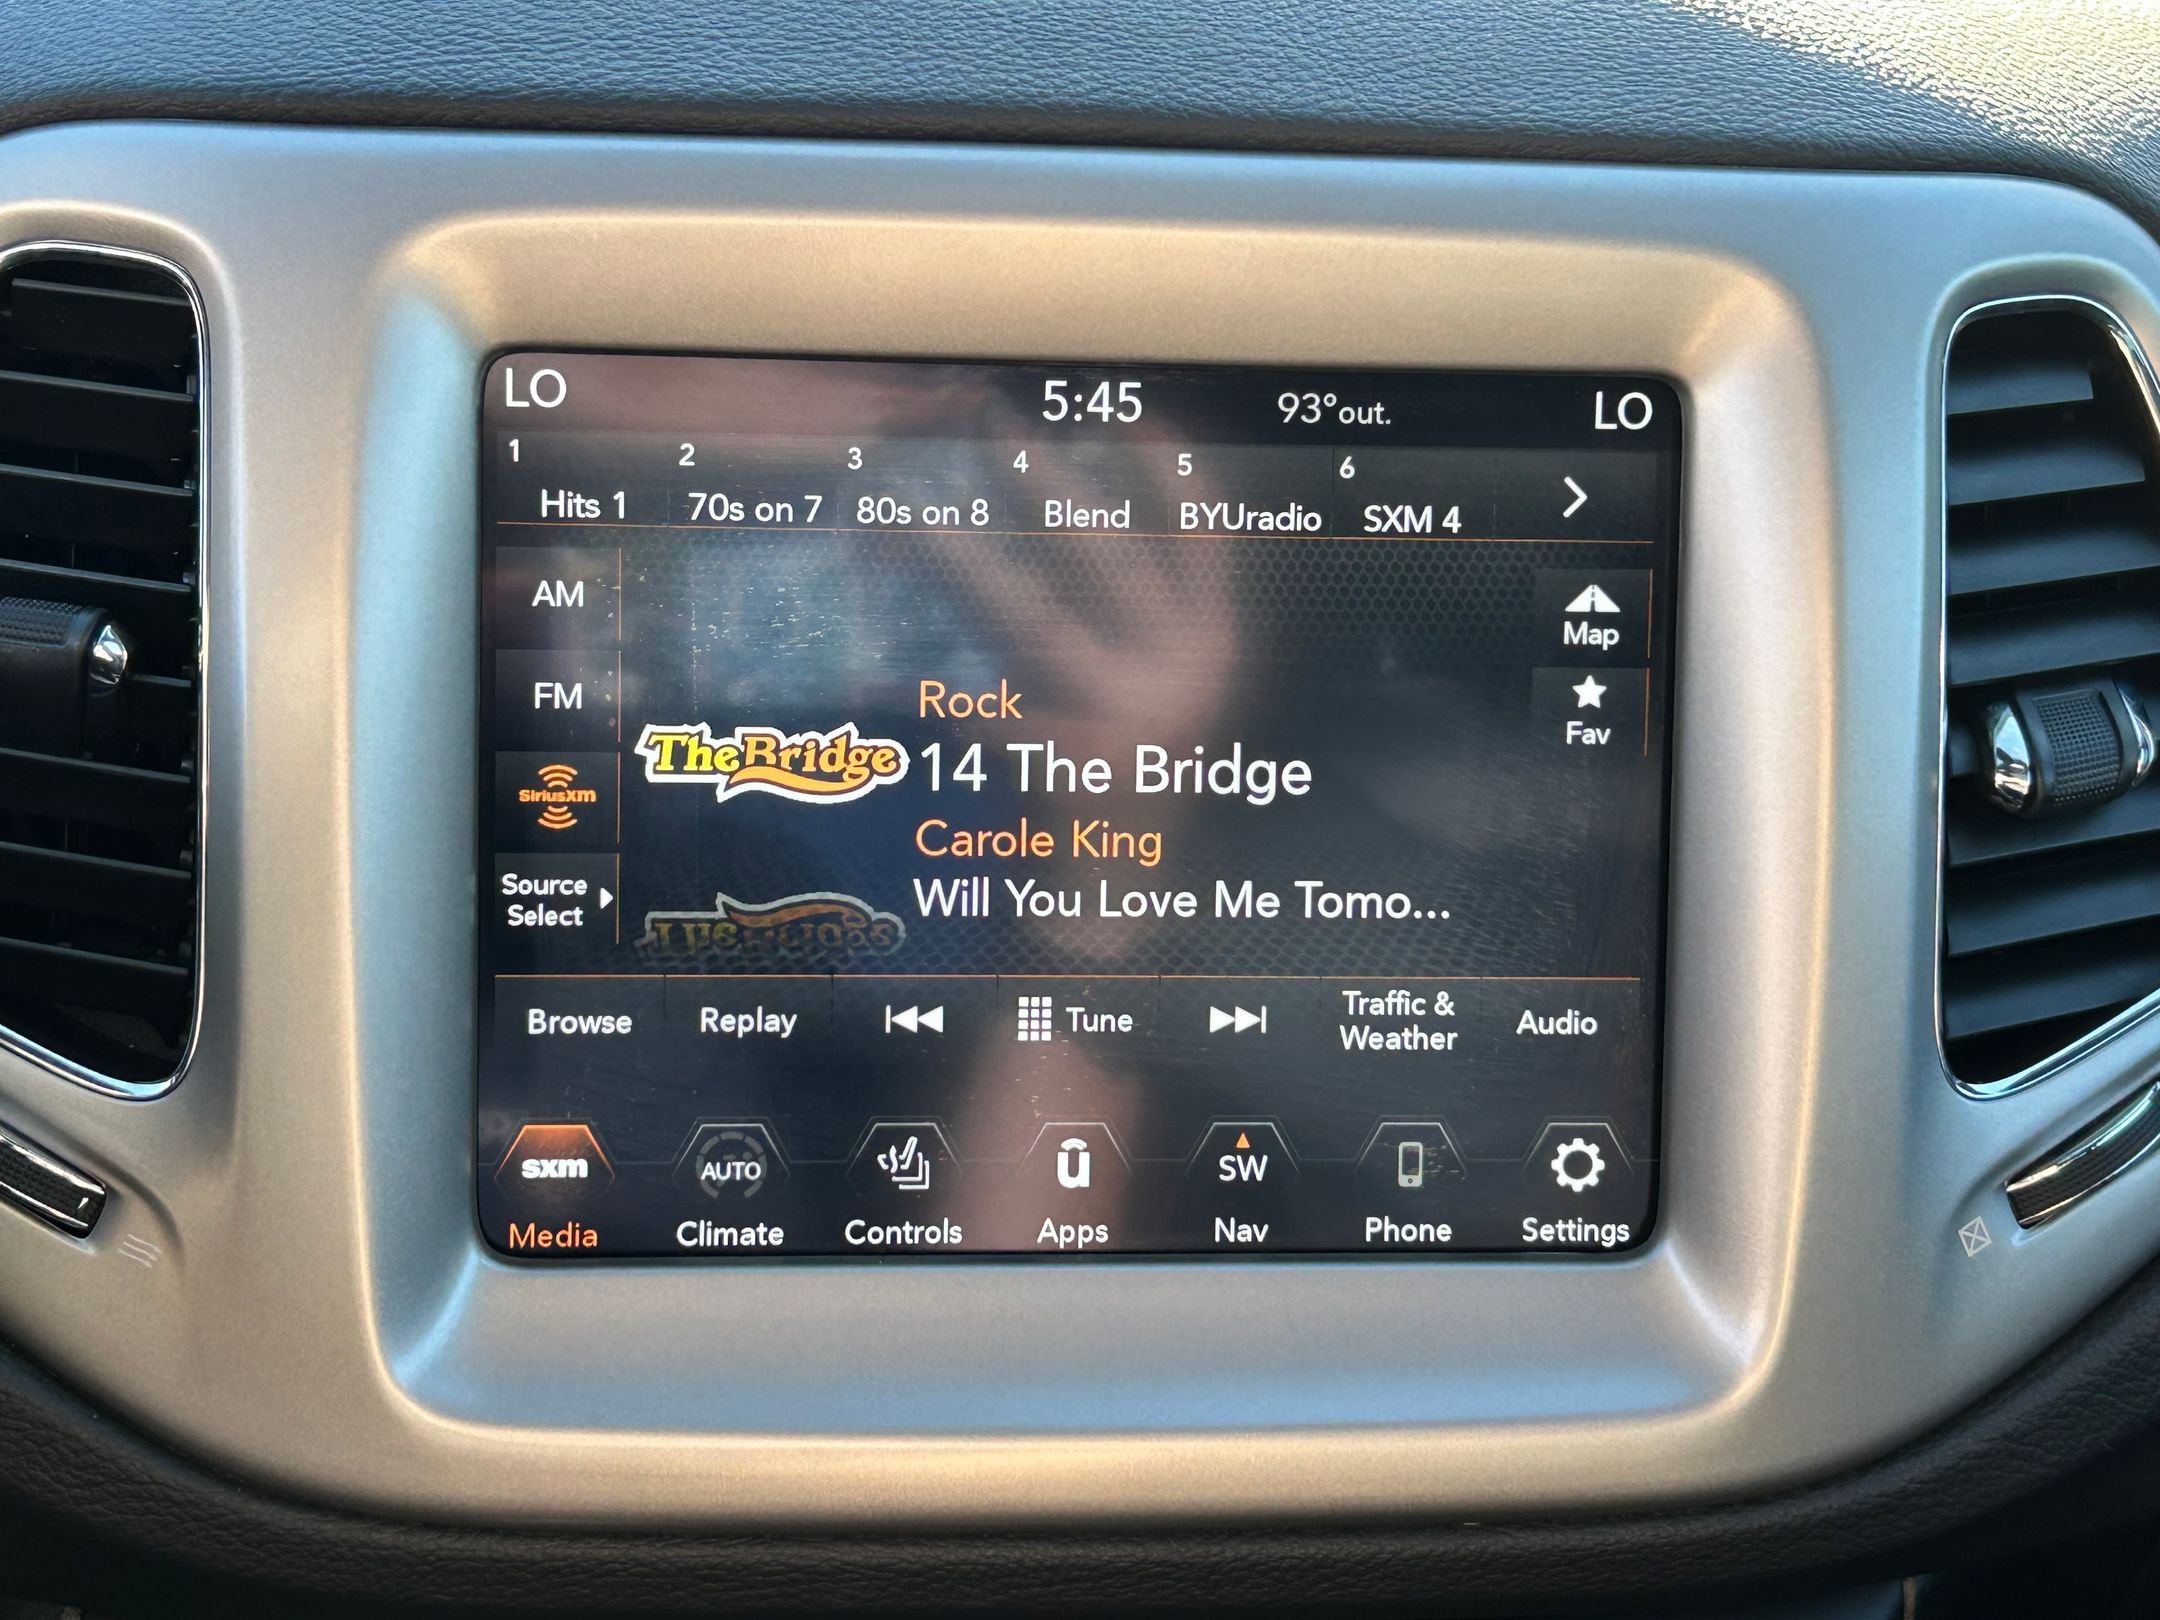 LO 5:45 93°out. LO
1 2 3 4 5 6
Hits 1 70s on 7 80s on 8 Blend BYUradio SXM 4
AM
FM
SiriusXm
Source
Select
Map
Fav
Rock
TheBridge
14 The Bridge
Carole King
Will You Love Me Tomo...
Browse Replay Tune Traffic &
Weather Audio
sxm AUTO u SW
Media Climate Controls Apps Nav Phone Settings